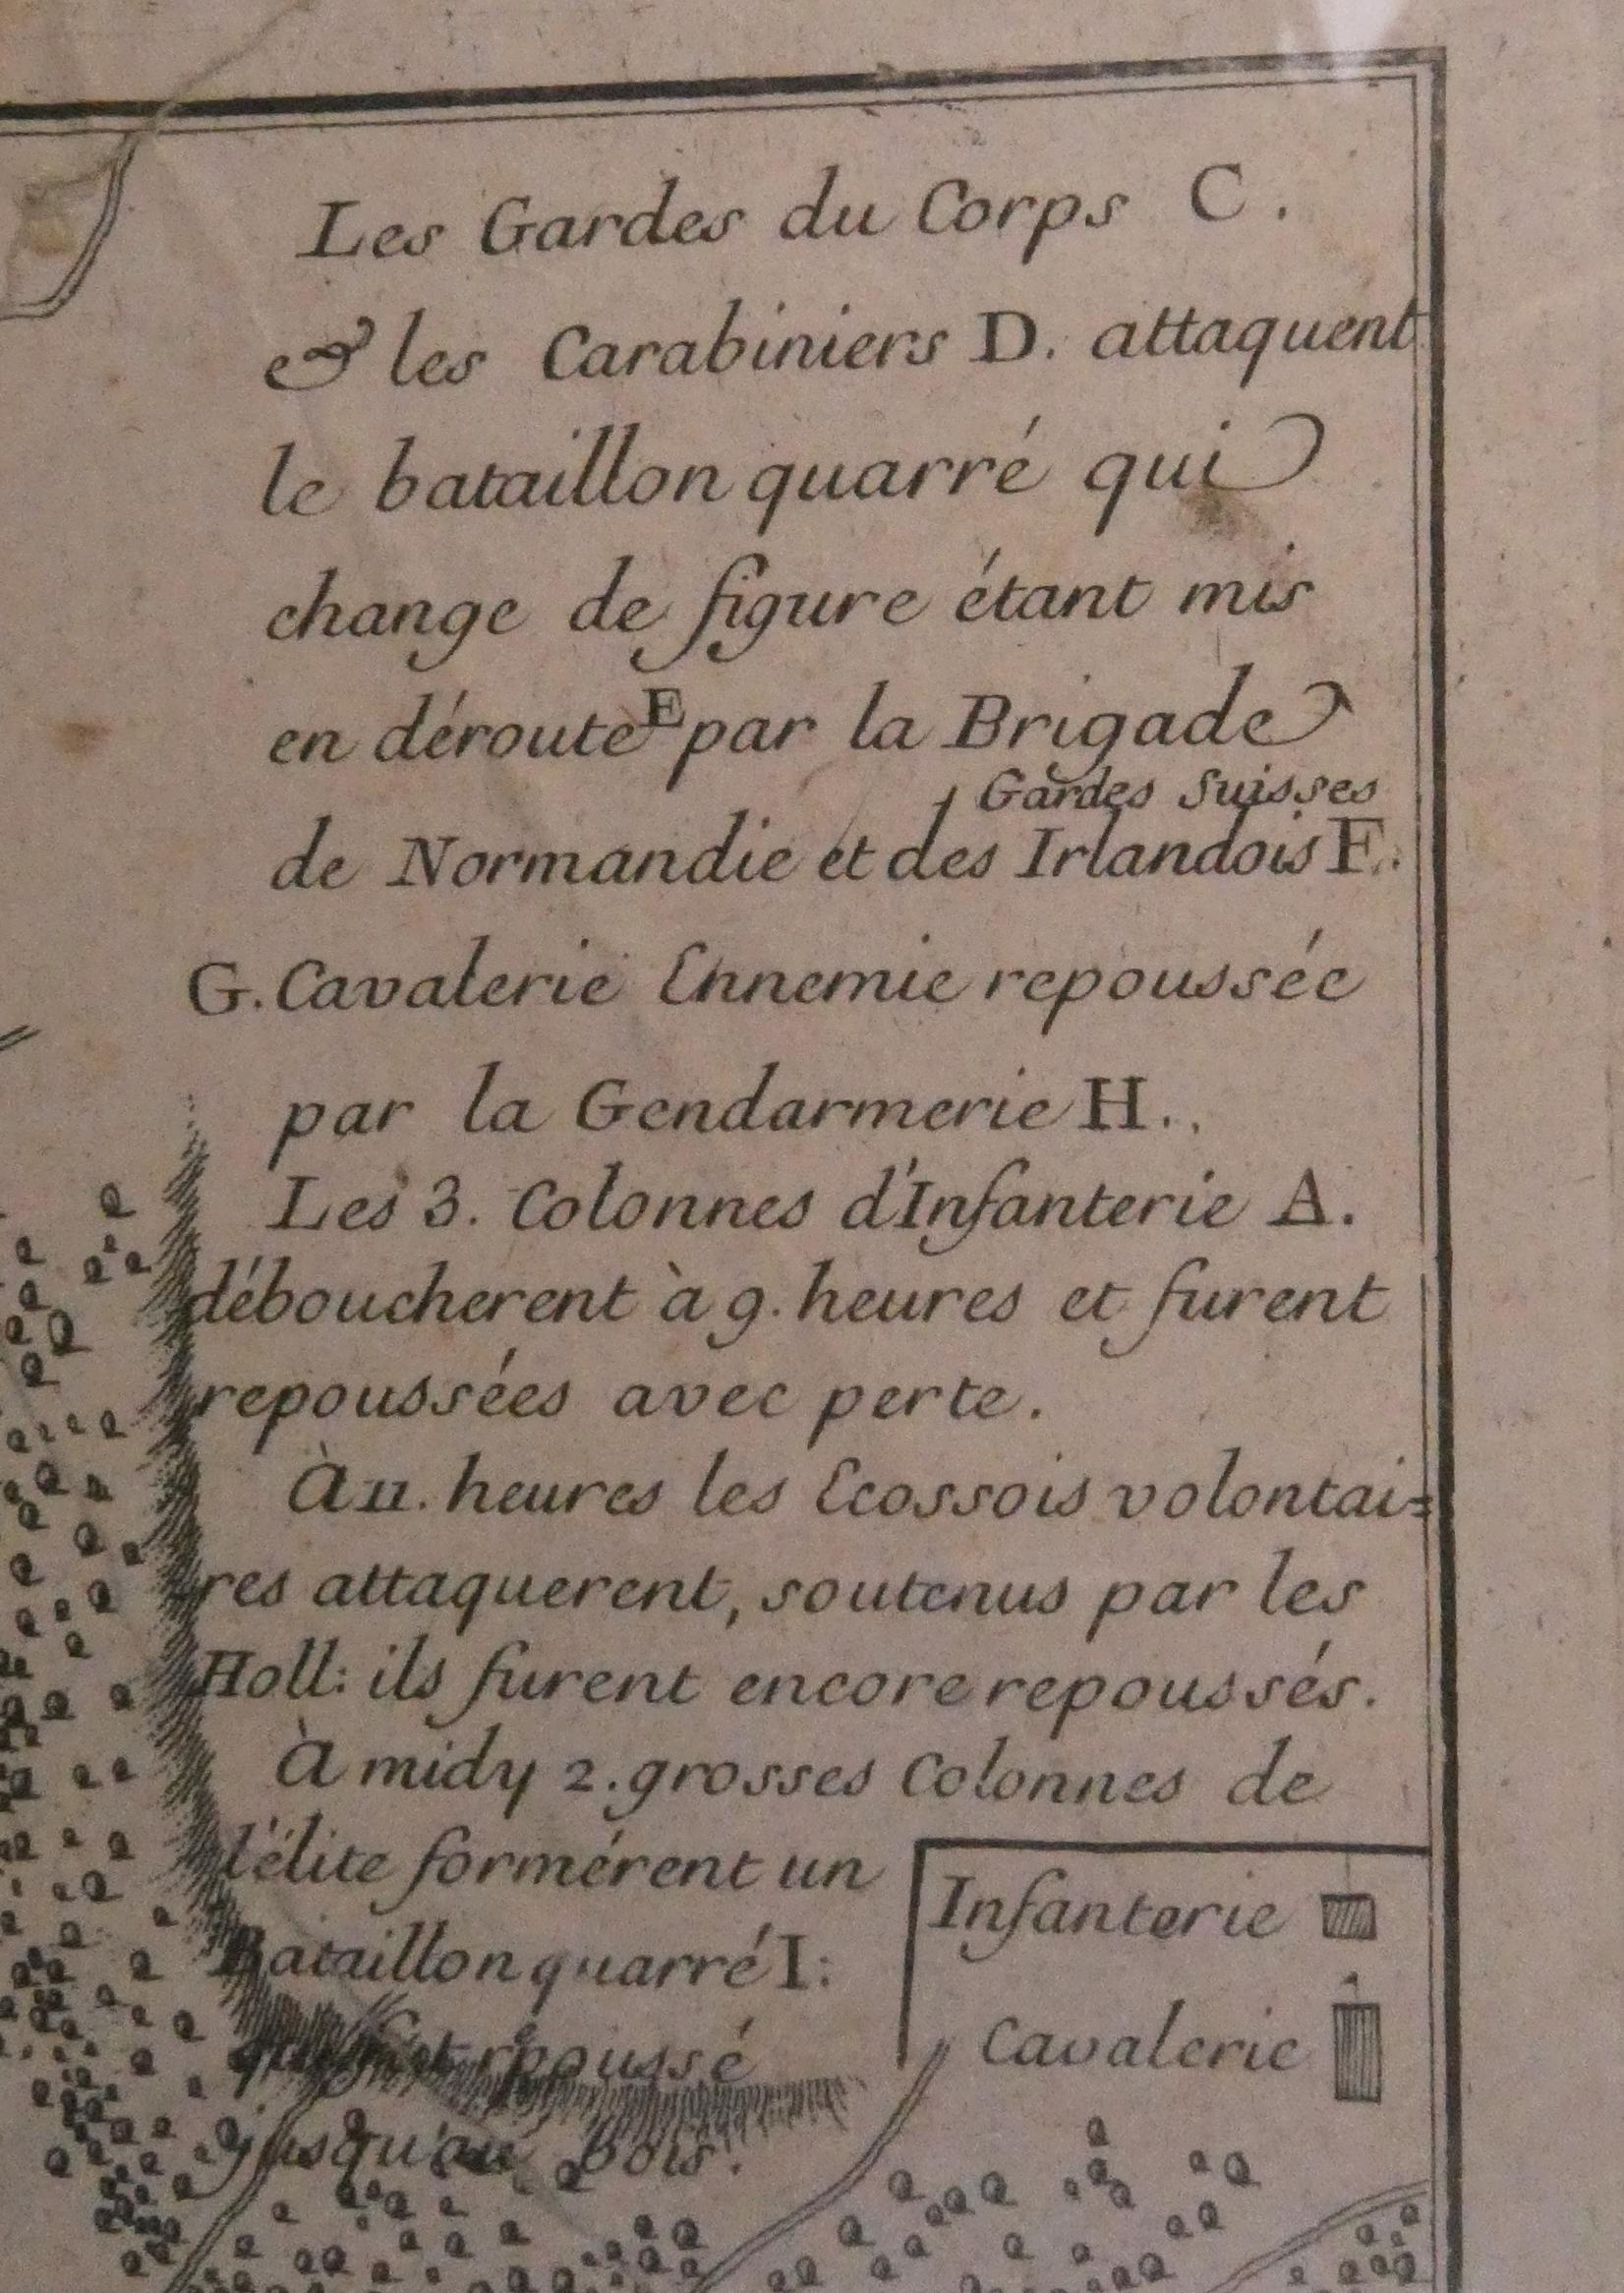 Les Gardes du Corps C.
& les Carabiniers D. attaquent
le bataillon quarré qui
change de figure étant mis
en déroute E par la Brigade
Gardes Suisses
de Normandie et des Irlandois F.
G. Cavalerie Ennemie repoussée
par la Gendarmerie H..
Les 3. Colonnes d'Infanterie A.
déboucherent à 9. heures et furent
repoussées avec perte.
À 11. heures les Ecossois volontai=
res attaquerent, soutenus par les
Holl: ils furent encore repoussés.
À midy 2. grosses Colonnes de
l'élite formérent un
Bataillon quarré I:
qui fut repoussé
jusqu'au bois.
Infanterie
Cavalerie